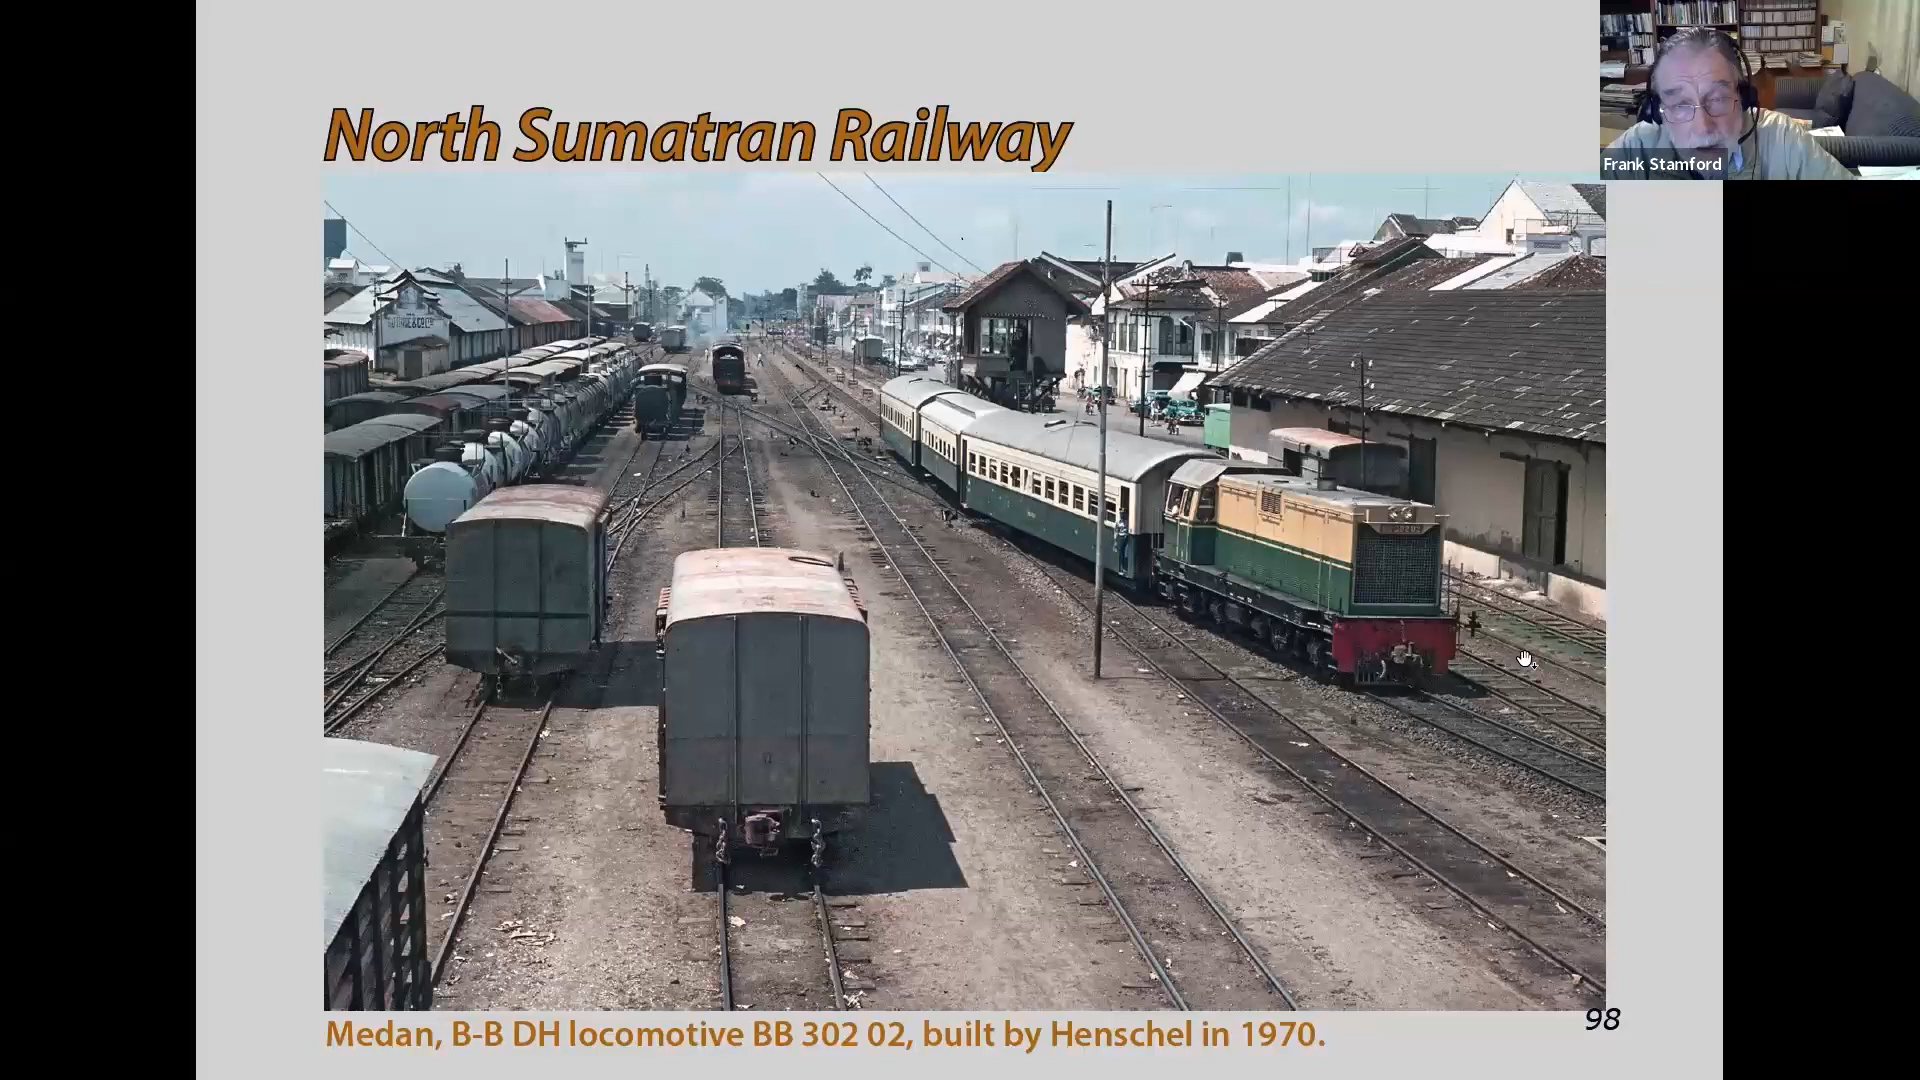 North Sumatran Railway
Frank Stamford
Medan, B-B DH locomotive BB 302 02, built by Henschel in 1970.
98